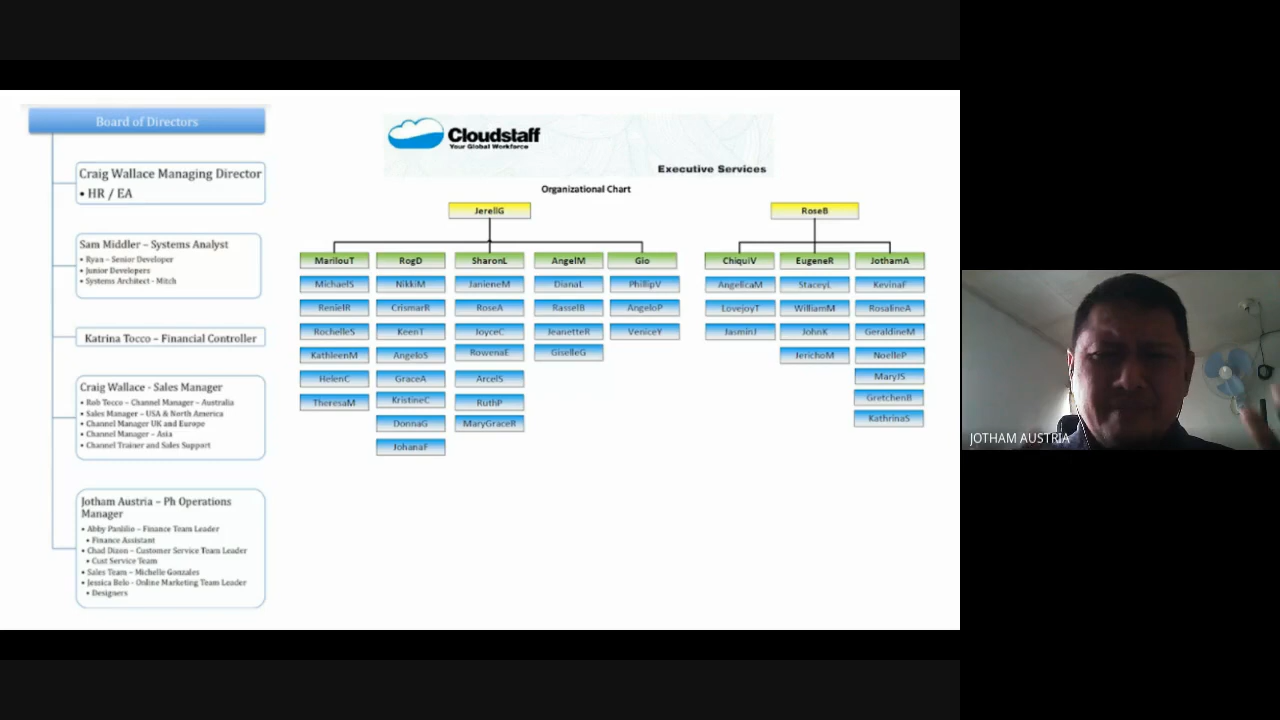 Board of Directors
Craig Wallace Managing Director
• HR / EA
Sam Middler – Systems Analyst
• Ryan – Senior Developer
• Junior Developers
• Systems Architect - Mitch
Katrina Tocco – Financial Controller
Craig Wallace - Sales Manager
• Rob Tocco – Channel Manager – Australia
• Sales Manager – USA & North America
• Channel Manager UK and Europe
• Channel Manager – Asia
• Channel Trainer and Sales Support
Jotham Austria – Ph Operations
Manager
• Abby Panlilio – Finance Team Leader
• Finance Assistant
• Chad Dixon – Customer Service Team Leader
• Cust Service Team
• Sales Team – Michelle Gonzales
• Jessica Belo - Online Marketing Team Leader
• Designers
Cloudstaff
Your Global Workforce
Executive Services
Organizational Chart
JerellG
RoseB
MarilouT RogD SharonL AngelM Gio ChiquiV EugeneR JothamA
MichaelS NikkiM JanieneM DianaL PhillipV AngelicaM StaceyL KevinaF
RenielR CrismarR RoseA RasselB AngeloP LovejoyT WilliamM RosalineA
RochelleS KeenT JoyceC JeanetteR VeniceY JasminJ JohnK GeraldineM
KathleenM AngeloS RowenaE GiselleG JerichoM NoelleP
HelenC GraceA ArcelS MaryJS
TheresaM KristineC RuthP GretchenB
DonnaG MaryGraceR KathrinaS
JohanaF
JOTHAM AUSTRIA